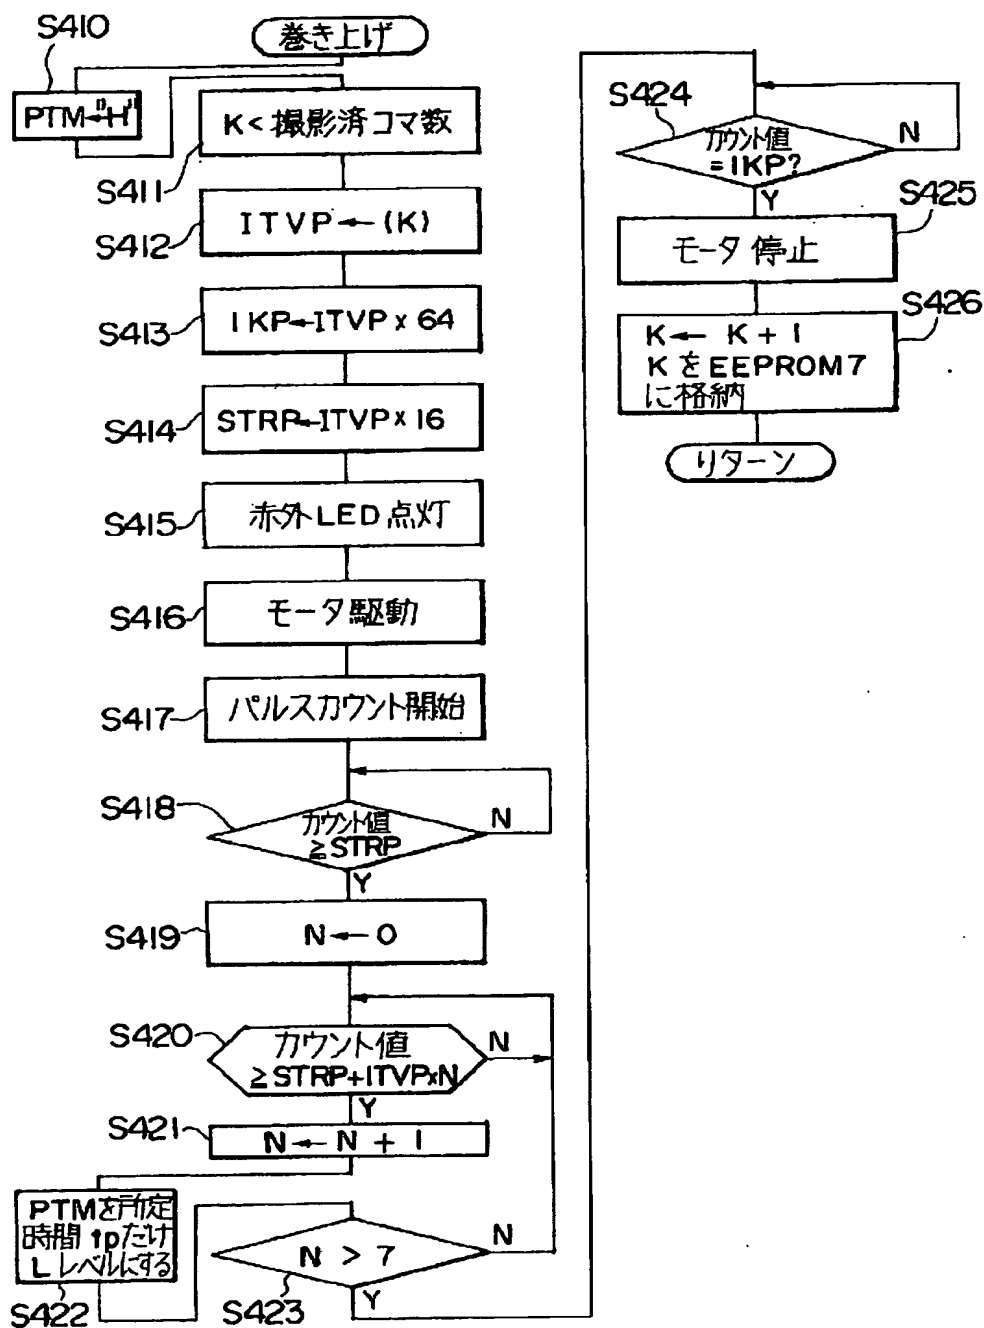 S410
巻き上げ
PTM←"H"
K<撮影済コマ数
S411
ITVP←(K)
S412
IKP←ITVP×64
S413
STRP←ITVP×16
S414
赤外LED点灯
S415
モータ駆動
S416
パルスカウント開始
S417
S418
カウント値
≧STRP
N
Y
N←0
S419
S420
カウント値
≧STRP+ITVP×N
N
Y
S421
N←N+1
PTMを所定
時間tpだけ
Lレベルにする
S422
N>7
N
Y
S423
S424
カウント値
=IKP?
N
Y
S425
モータ停止
S426
K←K+1
KをEEPROM7
に格納
リターン